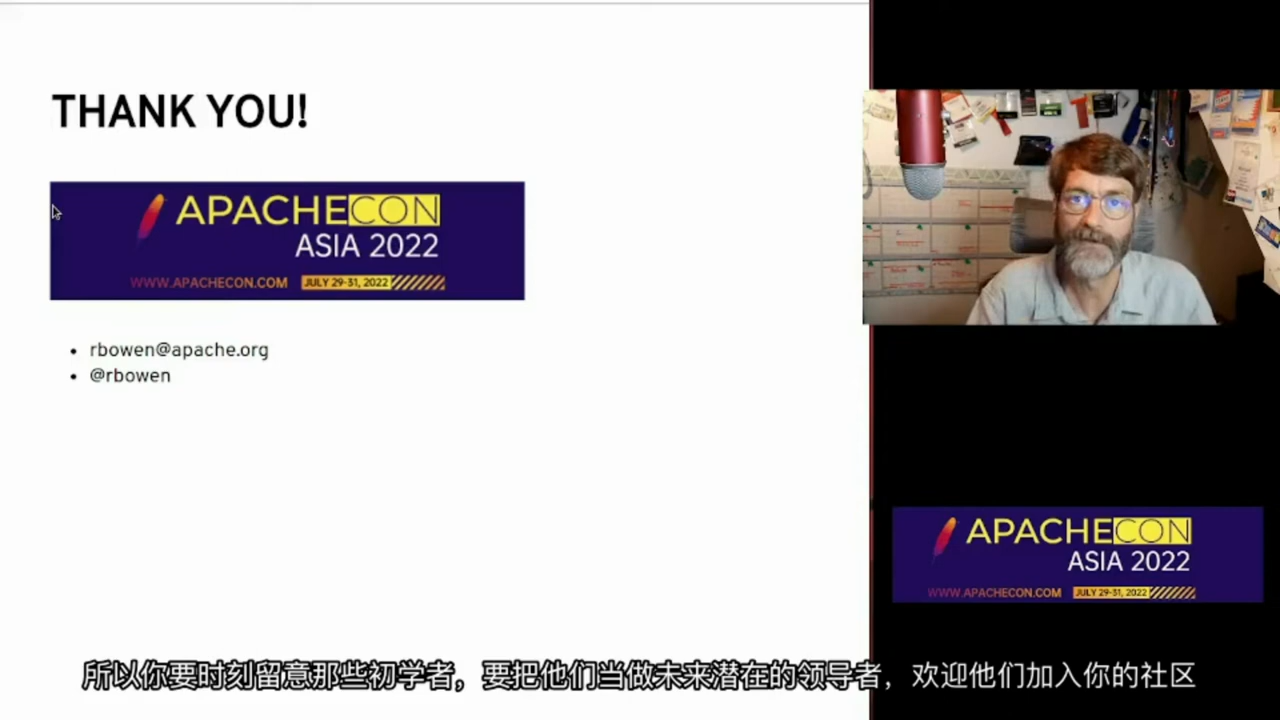 THANK YOU!
APACHECON
ASIA 2022
WWW.APACHECON.COM JULY 29-31, 2022
rbowen@apache.org
@rbowen
APACHECON
ASIA 2022
WWW.APACHECON.COM JULY 29-31, 2022
所以你要时刻留意那些初学者，要把他们当做未来潜在的领导者，欢迎他们加入你的社区